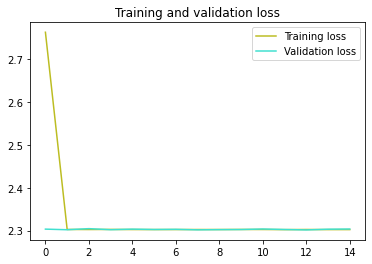 Training and validation loss
Training loss
Validation loss
2.7
2.6
2.5
2.4
2.3
0 2 4 6 8 10 12 14